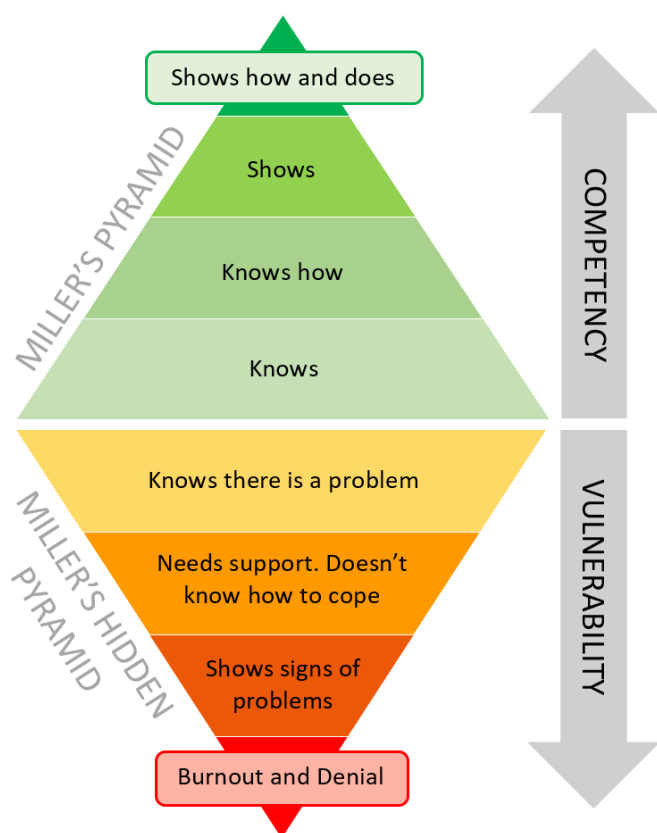 Shows how and does
Shows
Knows how
Knows
MILLER'S PYRAMID
COMPETENCY
Knows there is a problem
Needs support. Doesn't
know how to cope
Shows signs of
problems
Burnout and Denial
MILLER'S HIDDEN
PYRAMID
VULNERABILITY